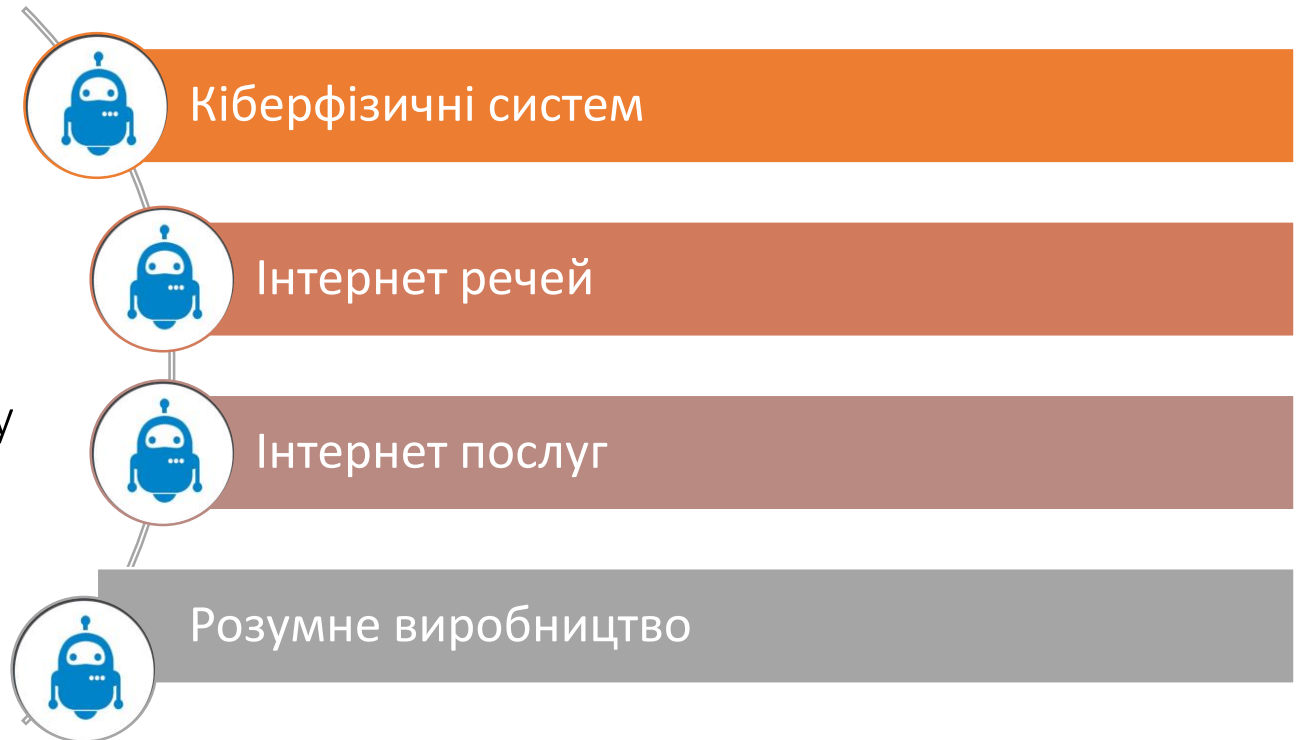 Кіберфізичні систем
Інтернет речей
у
Інтернет послуг
Розумне виробництво